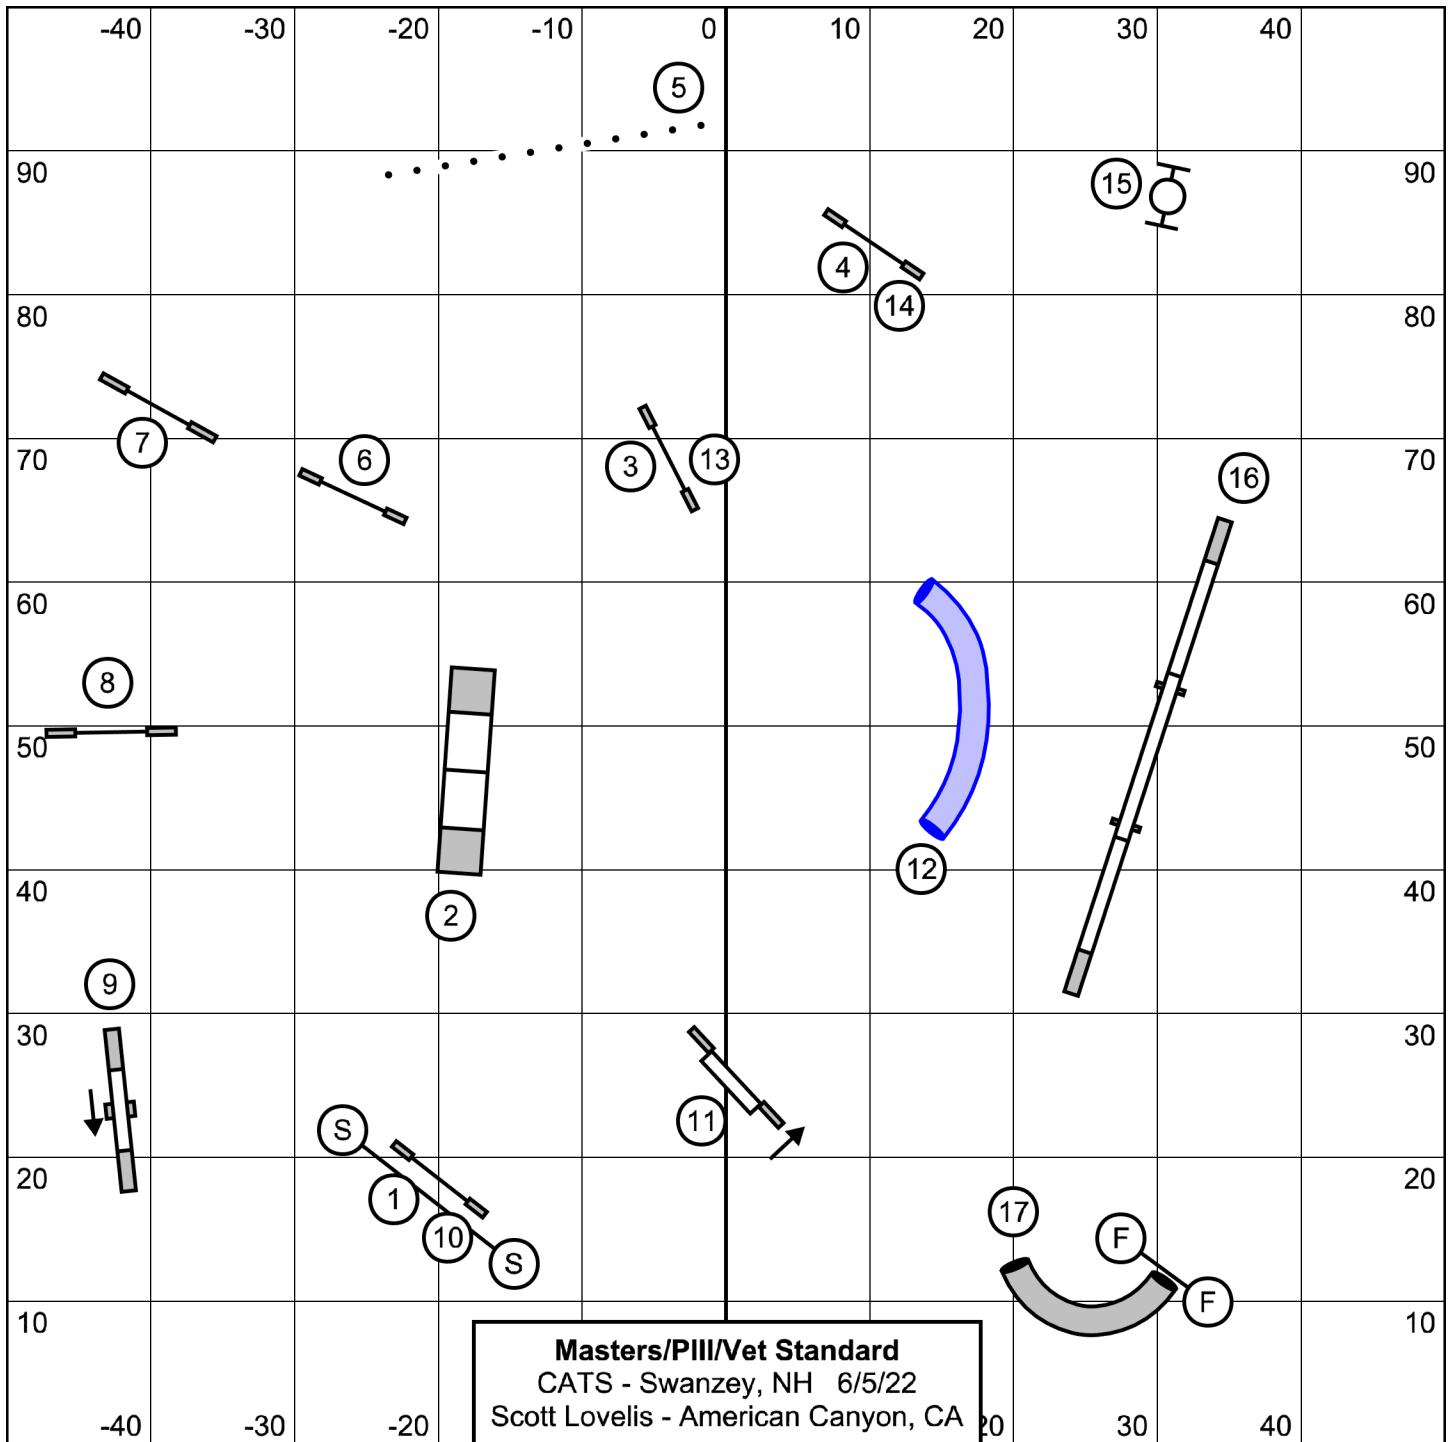 -40 -30 -20 -10 0 10 20 30 40
5
90 15 90
4
14
80 80
7 6 3 13
70 70
16
60 60
8
50 50
12
40 40
2
9
30 30
11
S
20 1 20
17
10 F
S
F
10 10
Masters/PIII/Vet Standard
CATS - Swanzey, NH 6/5/22
Scott Lovelis - American Canyon, CA
-40 -30 -20 20 30 40